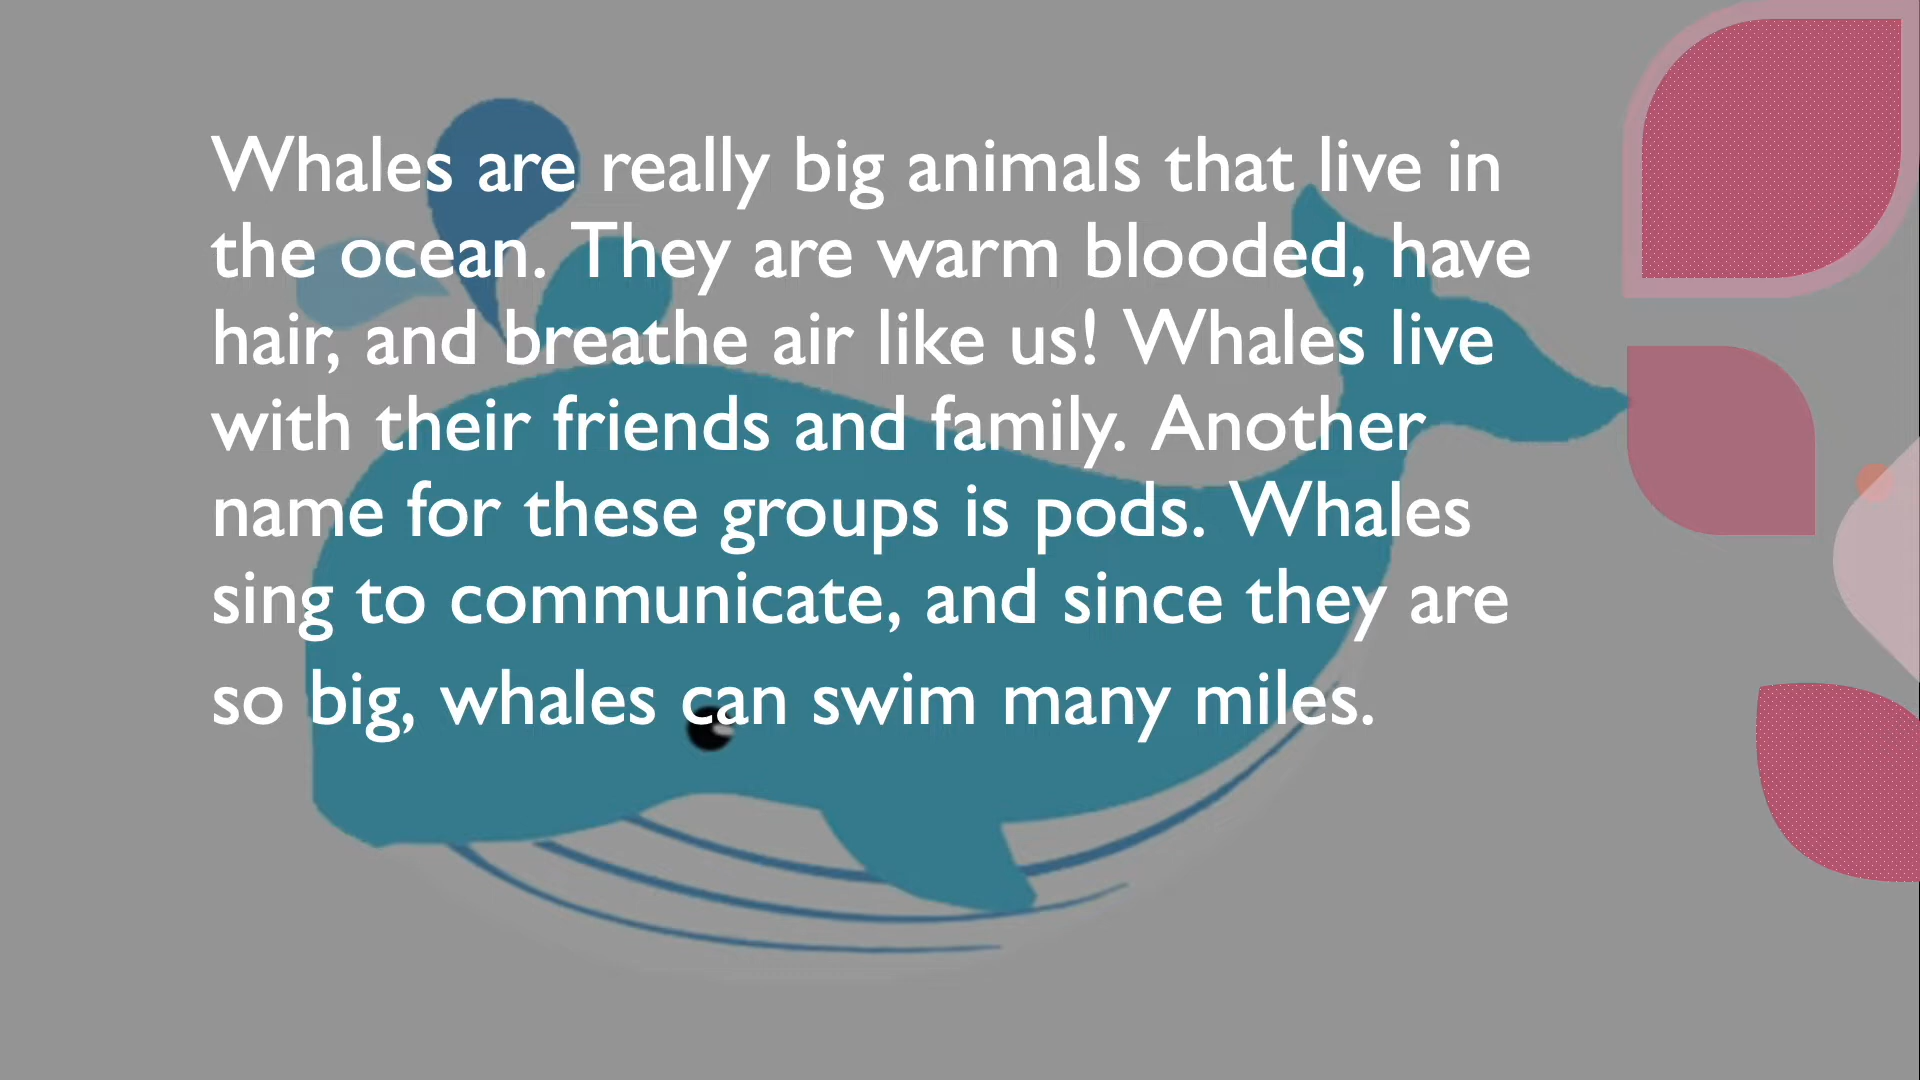 Whales are really big animals that live in
the ocean. They are warm blooded, have
hair, and breathe air like us! Whales live
with their friends and family. Another
name for these groups is pods. Whales
sing to communicate, and since they are
so big, whales can swim many miles.